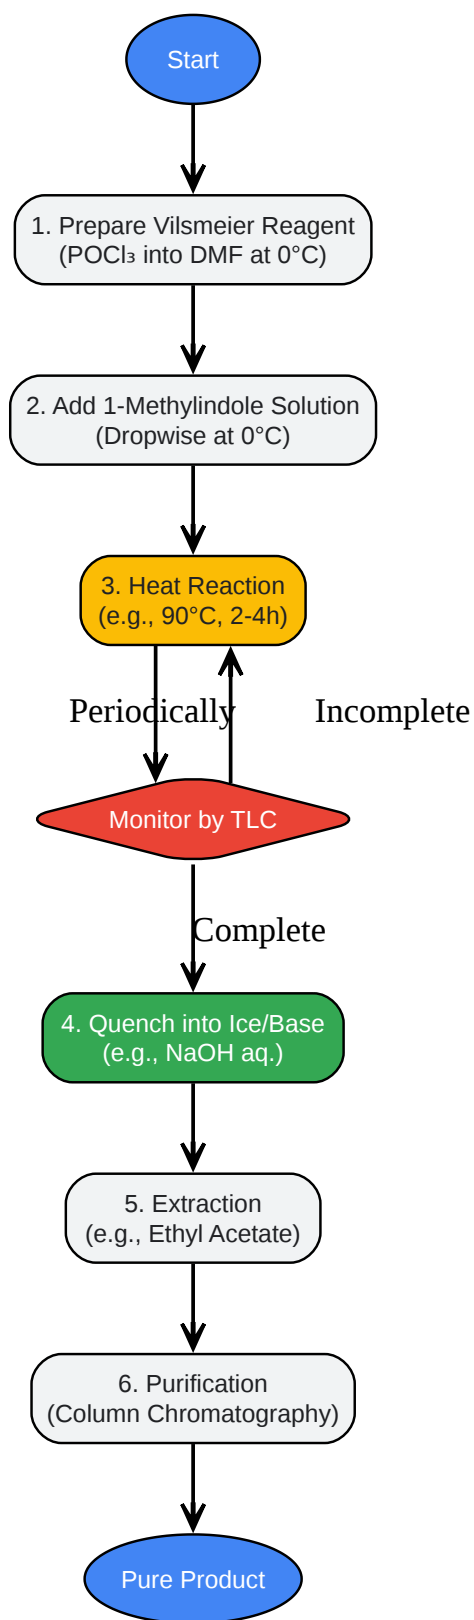 Start
1. Prepare Vilsmeier Reagent
(POCl₃ into DMF at 0°C)
2. Add 1-Methylindole Solution
(Dropwise at 0°C)
3. Heat Reaction
(e.g., 90°C, 2-4h)
Periodically
Incomplete
Monitor by TLC
Complete
4. Quench into Ice/Base
(e.g., NaOH aq.)
5. Extraction
(e.g., Ethyl Acetate)
6. Purification
(Column Chromatography)
Pure Product